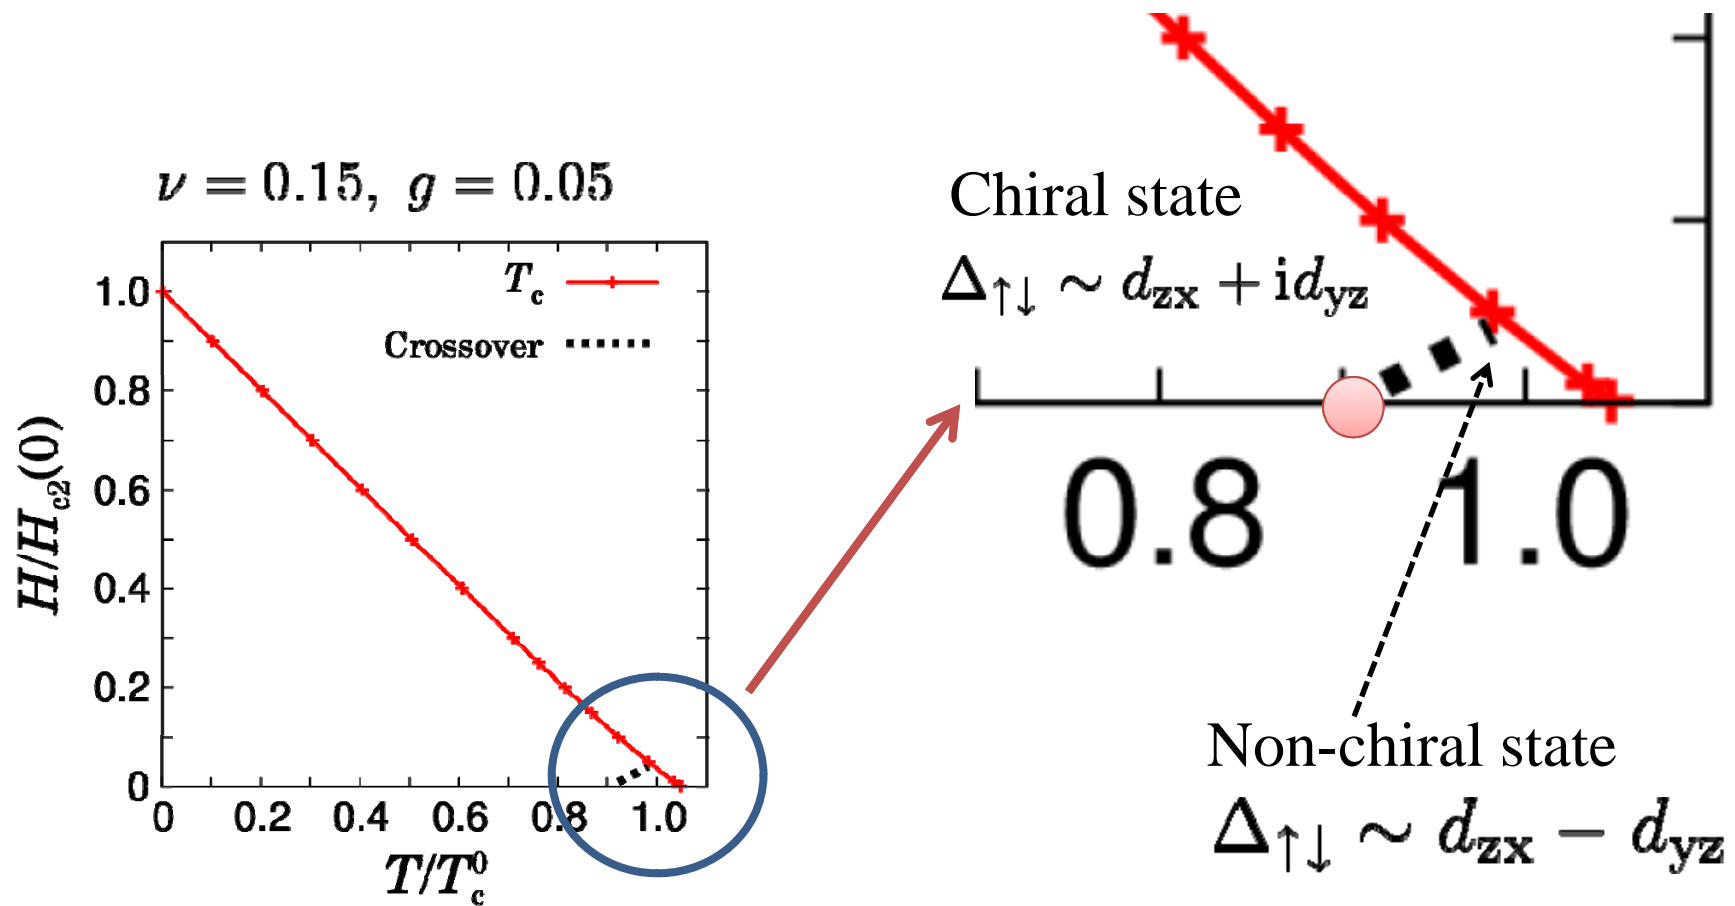 ν = 0.15, g = 0.05
T_c
Crossover
1.0
0.8
0.6
0.4
0.2
0
H/H_c2(0)
0 0.2 0.4 0.6 0.8 1.0
T/T_c^0
Chiral state
Δ↑↓ ~ d_zx + id_yz
0.8 1.0
Non-chiral state
Δ↑↓ ~ d_zx − d_yz